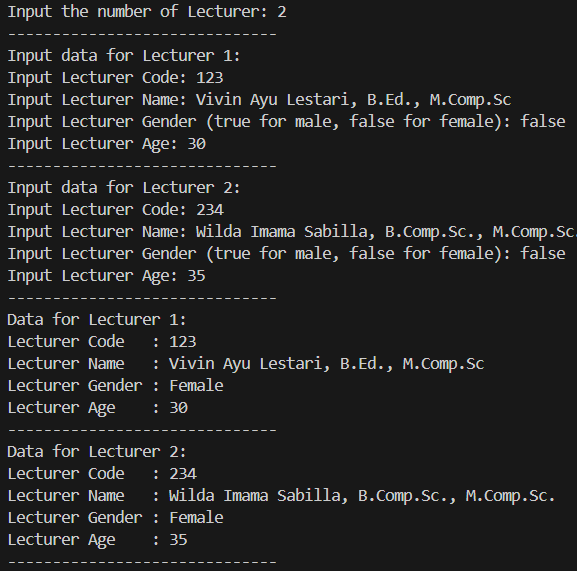 Input the number of Lecturer: 2
------------------------------
Input data for Lecturer 1:
Input Lecturer Code: 123
Input Lecturer Name: Vivin Ayu Lestari, B.Ed., M.Comp.Sc
Input Lecturer Gender (true for male, false for female): false
Input Lecturer Age: 30
------------------------------
Input data for Lecturer 2:
Input Lecturer Code: 234
Input Lecturer Name: Wilda Imama Sabilla, B.Comp.Sc., M.Comp.Sc.
Input Lecturer Gender (true for male, false for female): false
Input Lecturer Age: 35
------------------------------
Data for Lecturer 1:
Lecturer Code   : 123
Lecturer Name   : Vivin Ayu Lestari, B.Ed., M.Comp.Sc
Lecturer Gender : Female
Lecturer Age    : 30
------------------------------
Data for Lecturer 2:
Lecturer Code   : 234
Lecturer Name   : Wilda Imama Sabilla, B.Comp.Sc., M.Comp.Sc.
Lecturer Gender : Female
Lecturer Age    : 35
------------------------------